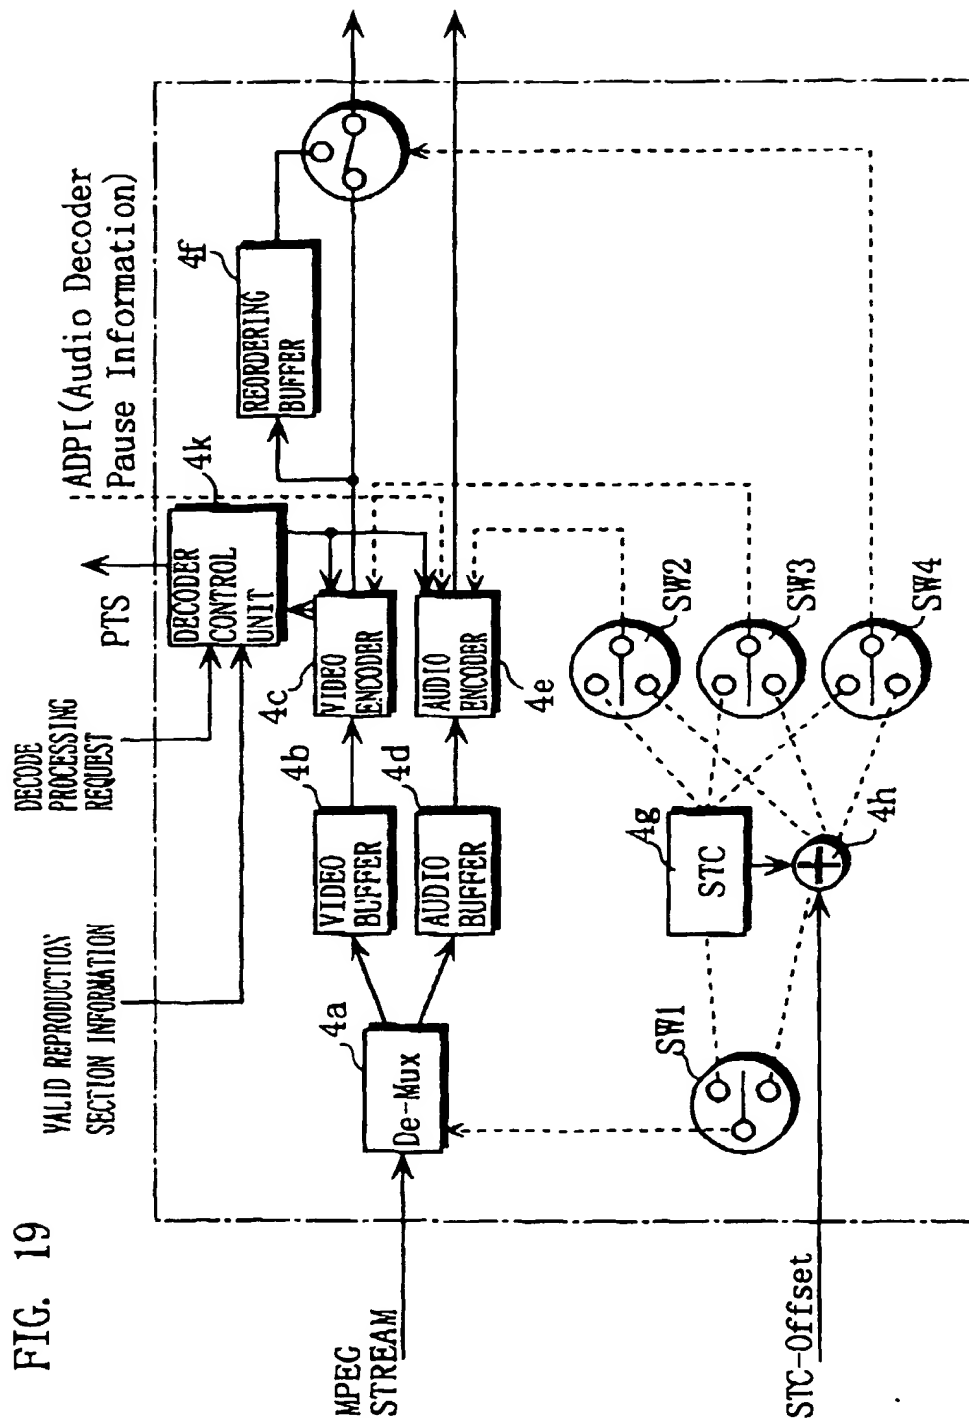 FIG. 19
VALID REPRODUCTION
SECTION INFORMATION
DECODE
PROCESSING
REQUEST
PTS
ADPI(Audio Decoder
Pause Information)
4k
DECODER
CONTROL
UNIT
4f
REORDERING
BUFFER
MPEG
STREAM
4a
De-Mux
4b
VIDEO
BUFFER
4c
VIDEO
ENCODER
4d
AUDIO
BUFFER
AUDIO
ENCODER
4e
SW1
4g
STC
4h
SW2
SW3
SW4
STC-Offset